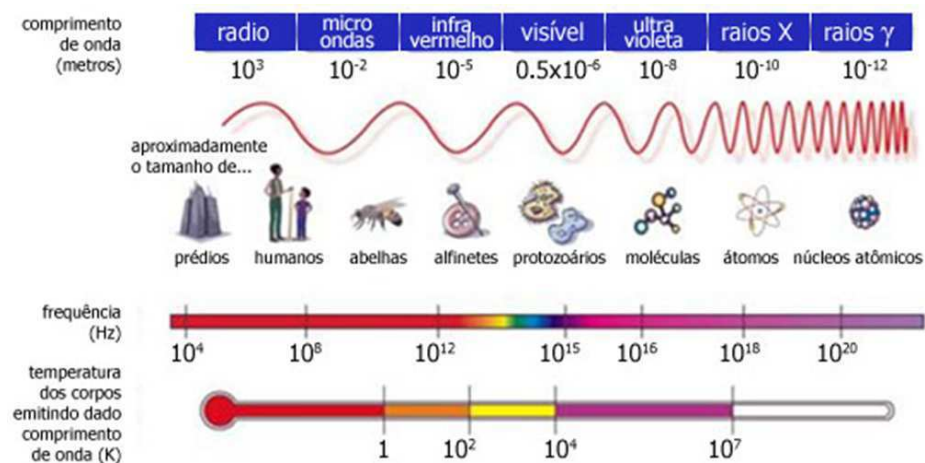 comprimento
de onda
(metros)
radio
micro
ondas
infra
vermelho
visível
ultra
violeta
raios X
raios γ
10³
10⁻²
10⁻⁵
0.5x10⁻⁶
10⁻⁸
10⁻¹⁰
10⁻¹²
aproximadamente
o tamanho de...
prédios
humanos
abelhas
alfinetes
protozoários
moléculas
átomos
núcleos atômicos
frequência
(Hz)
10⁴
10⁸
10¹²
10¹⁵
10¹⁶
10¹⁸
10²⁰
temperatura
dos corpos
emitindo dado
comprimento
de onda (K)
1
10²
10⁴
10⁷